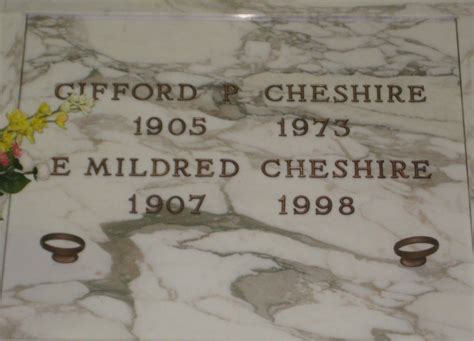 GIFFORD P CHESHIRE
1905 1973
E MILDRED CHESHIRE
1907 1998